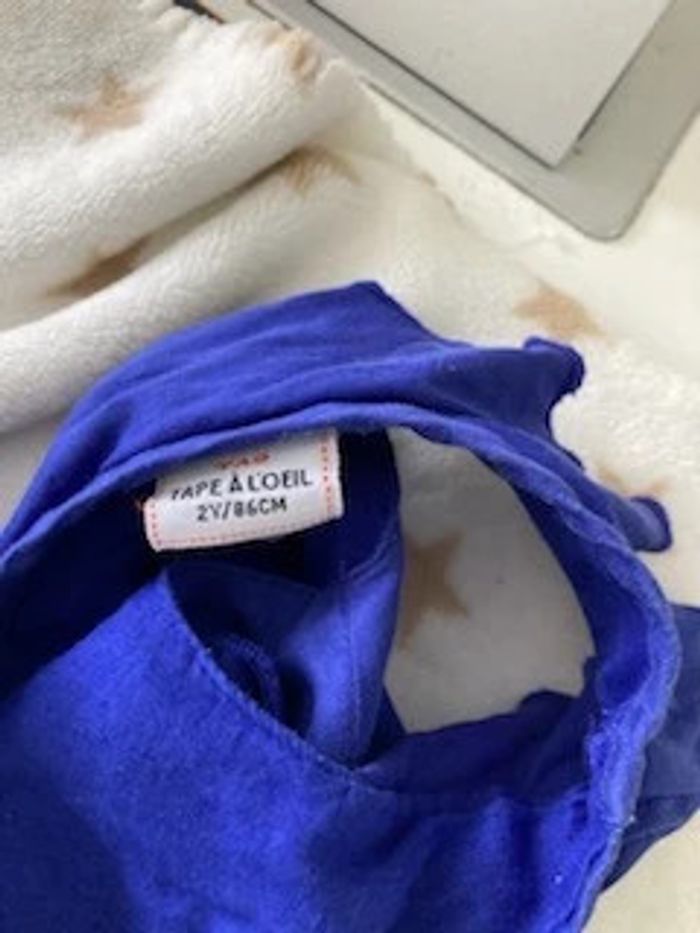 TAPE À L'OEIL
2Y/86CM